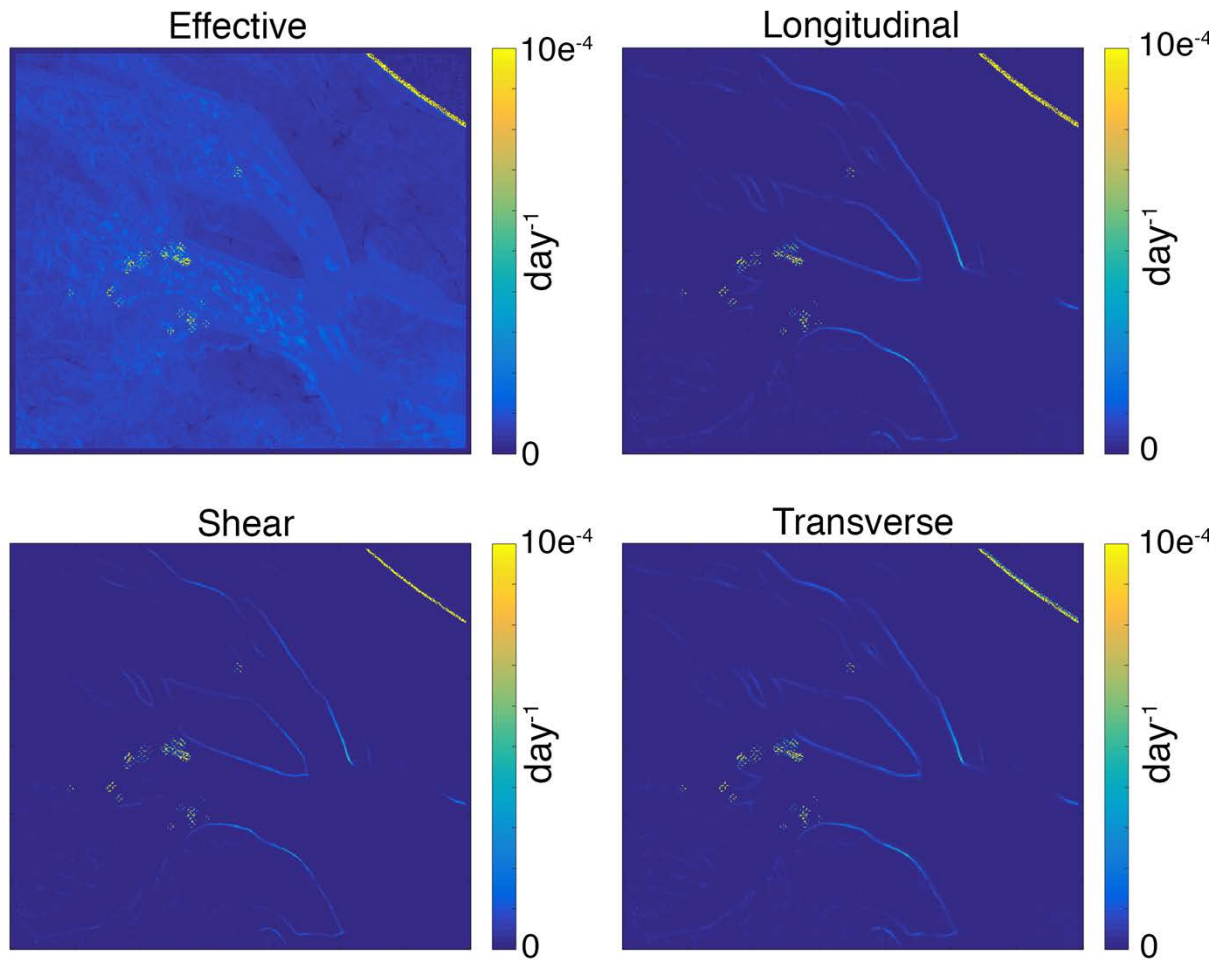 Effective
10e⁻⁴
day⁻¹
0
Longitudinal
10e⁻⁴
day⁻¹
0
Shear
10e⁻⁴
day⁻¹
0
Transverse
10e⁻⁴
day⁻¹
0